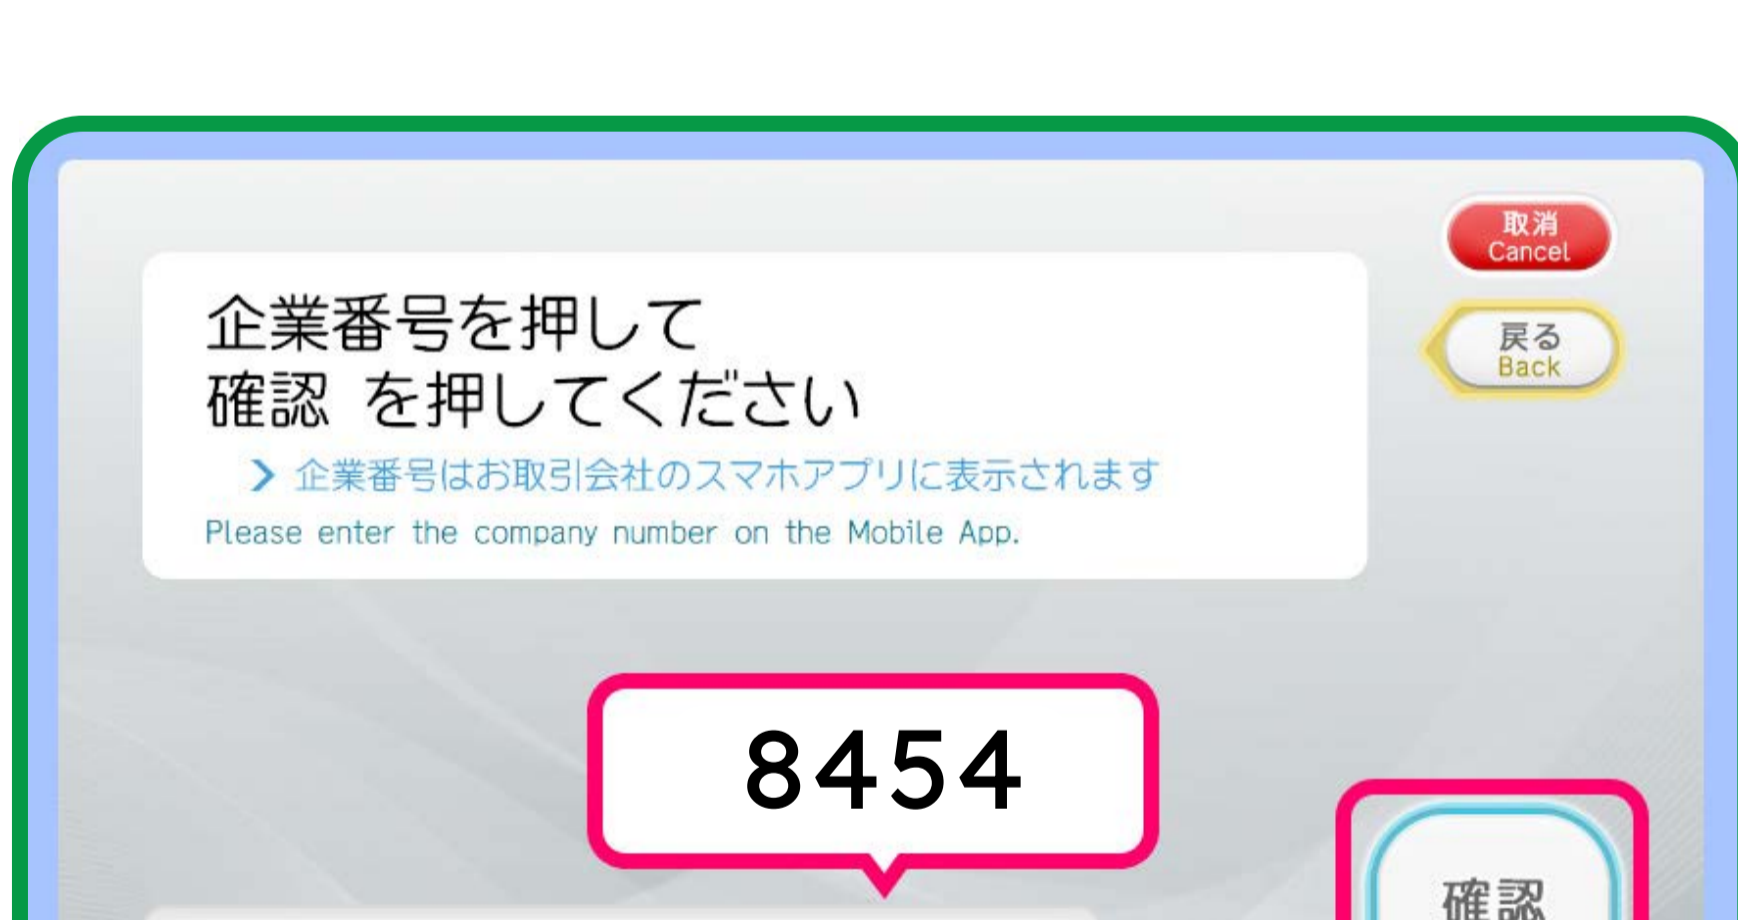 取消
Cancel
企業番号を押して
確認 を押してください
戻る
Back
> 企業番号はお取引会社のスマホアプリに表示されます
Please enter the company number on the Mobile App.
8454
確認